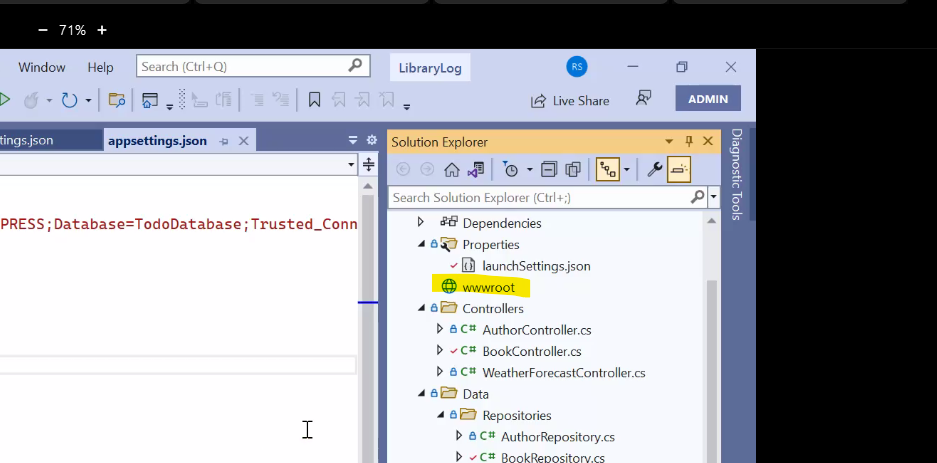 71%
Window Help Search (Ctrl+Q) LibraryLog RS
Live Share ADMIN
tings.json appsettings.json Solution Explorer
Diagnostic Tools
Search Solution Explorer (Ctrl+;)
PRESS;Database=TodoDatabase;Trusted_Conn
Dependencies
Properties
launchSettings.json
wwwroot
Controllers
C# AuthorController.cs
C# BookController.cs
C# WeatherForecastController.cs
Data
Repositories
C# AuthorRepository.cs
C# BookRepository.cs